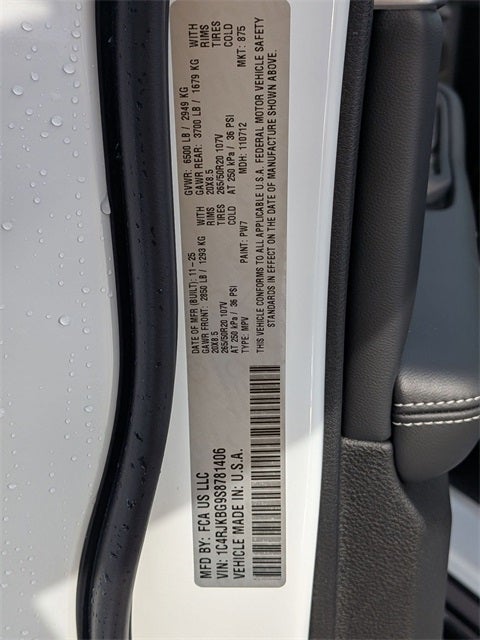 MFD BY: FCA US LLC
VIN: 1C4RJKBG9S8781406
VEHICLE MADE IN: U.S.A.
DATE OF MFR (BUILT): 11-25 GVWR: 6500 LB / 2949 KG
GAWR FRONT: 2850 LB / 1293 KG WITH GAWR REAR: 3700 LB / 1679 KG WITH
20X8.5 RIMS 20X8.5 RIMS
265/50R20 107V TIRES 265/50R20 107V TIRES
AT 250 kPa / 36 PSI COLD AT 250 kPa / 36 PSI COLD
TYPE: MPV PAINT: PW7 MDH: 110712 MKT: 875
THIS VEHICLE CONFORMS TO ALL APPLICABLE U.S.A. FEDERAL MOTOR VEHICLE SAFETY
STANDARDS IN EFFECT ON THE DATE OF MANUFACTURE SHOWN ABOVE.